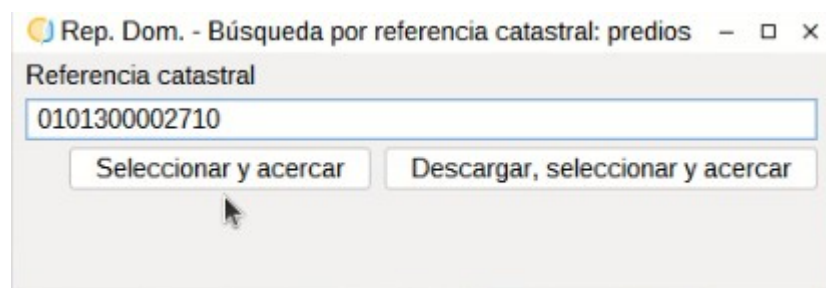 Rep. Dom. - Búsqueda por referencia catastral: predios
Referencia catastral
0101300002710
Seleccionar y acercar Descargar, seleccionar y acercar